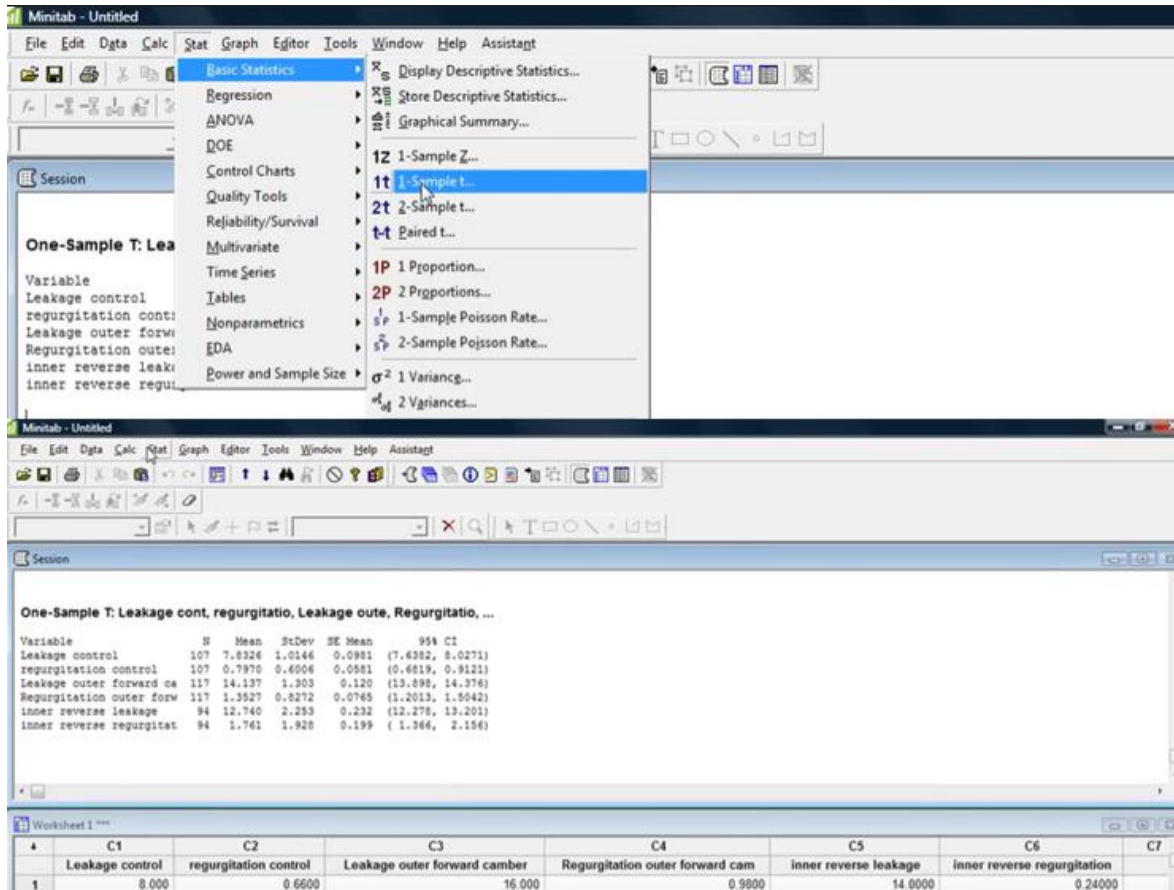 Minitab - Untitled
File Edit Data Calc Stat Graph Editor Tools Window Help Assistant
Basic Statistics
Regression
ANOVA
DOE
Control Charts
Quality Tools
Reliability/Survival
Multivariate
Time Series
Tables
Nonparametrics
EDA
Power and Sample Size
Display Descriptive Statistics...
Store Descriptive Statistics...
Graphical Summary...
1Z 1-Sample Z...
1t 1-Sample t...
2t 2-Sample t...
t-t Paired t...
1P 1 Proportion...
2P 2 Proportions...
1-Sample Poisson Rate...
2-Sample Poisson Rate...
σ² 1 Variance...
2 Variances...
Session
One-Sample T: Lea
Variable
Leakage control
regurgitation cont
Leakage outer forw
Regurgitation oute
inner reverse leak
inner reverse regu
Minitab - Untitled
File Edit Data Calc Stat Graph Editor Tools Window Help Assistant
Session
One-Sample T: Leakage cont, regurgitatio, Leakage oute, Regurgitatio, ...
Variable N Mean StDev SE Mean 95% CI
Leakage control 107 7.8326 1.0146 0.0981 (7.6382, 8.0271)
regurgitation control 107 0.7970 0.6006 0.0581 (0.6819, 0.9121)
Leakage outer forward ca 117 14.137 1.303 0.120 (13.898, 14.376)
Regurgitation outer forw 117 1.3527 0.8272 0.0765 (1.2013, 1.5042)
inner reverse leakage 94 12.740 2.253 0.232 (12.278, 13.201)
inner reverse regurgitat 94 1.761 1.928 0.199 ( 1.366, 2.156)
Worksheet 1 ***
C1 C2 C3 C4 C5 C6 C7
Leakage control regurgitation control Leakage outer forward camber Regurgitation outer forward cam inner reverse leakage inner reverse regurgitation
1 8.000 0.6600 16.000 0.9800 14.0000 0.24000